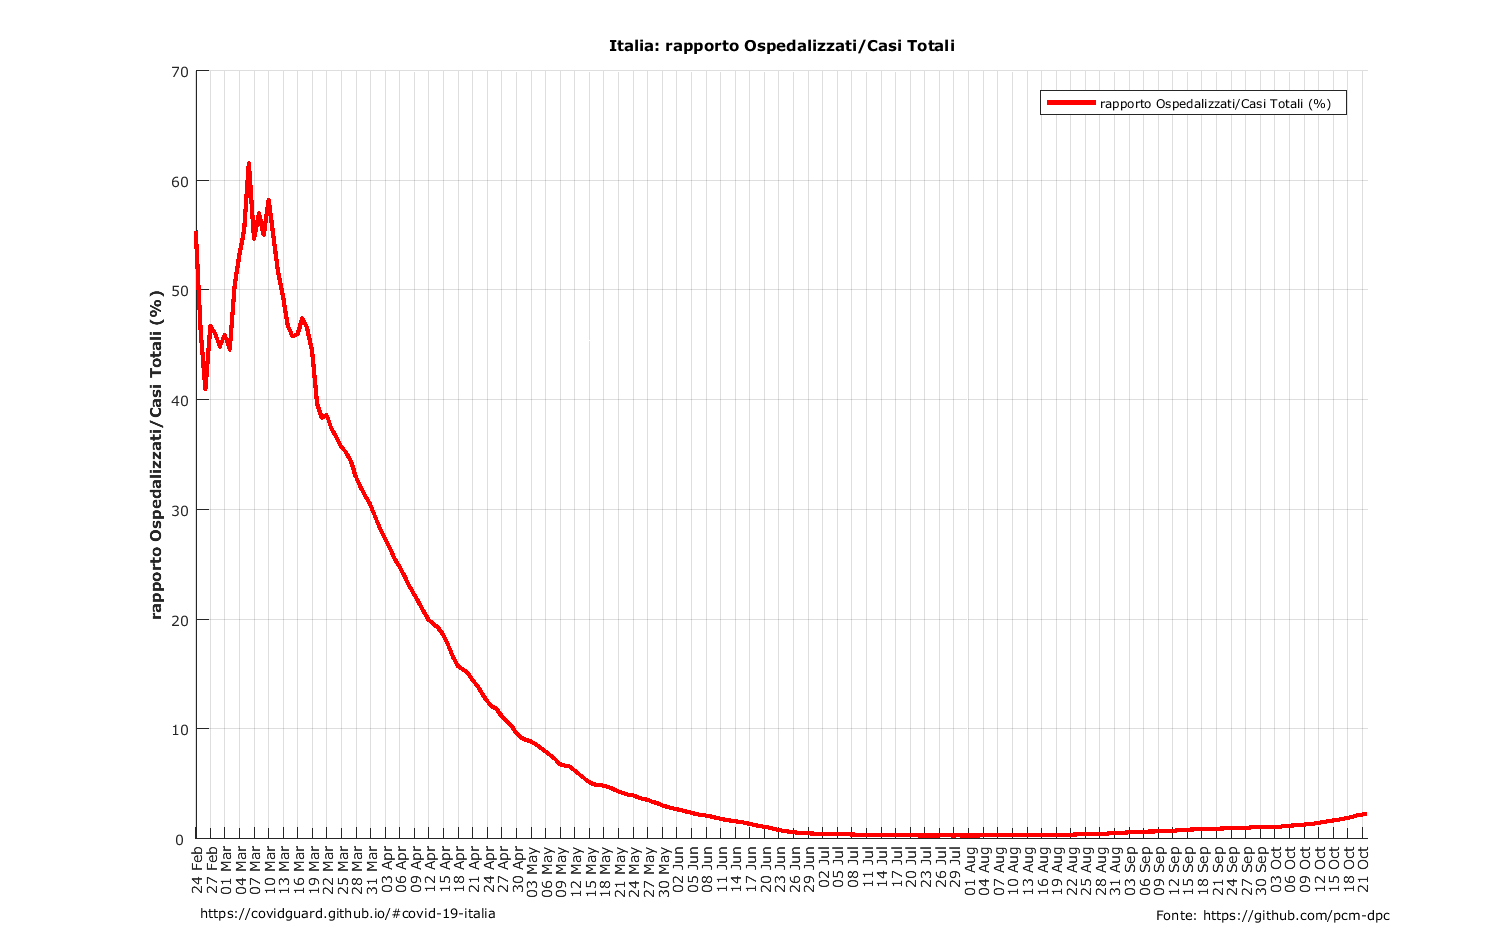 Italia: rapporto Ospedalizzati/Casi Totali
rapporto Ospedalizzati/Casi Totali (%)
rapporto Ospedalizzati/Casi Totali (%)
70
60
50
40
30
20
10
0
24 Feb
27 Feb
01 Mar
04 Mar
07 Mar
10 Mar
13 Mar
16 Mar
19 Mar
22 Mar
25 Mar
28 Mar
31 Mar
03 Apr
06 Apr
09 Apr
12 Apr
15 Apr
18 Apr
21 Apr
24 Apr
27 Apr
30 Apr
03 May
06 May
09 May
12 May
15 May
18 May
21 May
24 May
27 May
30 May
02 Jun
05 Jun
08 Jun
11 Jun
14 Jun
17 Jun
20 Jun
23 Jun
26 Jun
29 Jun
02 Jul
05 Jul
08 Jul
11 Jul
14 Jul
17 Jul
20 Jul
23 Jul
26 Jul
29 Jul
01 Aug
04 Aug
07 Aug
10 Aug
13 Aug
16 Aug
19 Aug
22 Aug
25 Aug
28 Aug
31 Aug
03 Sep
06 Sep
09 Sep
12 Sep
15 Sep
18 Sep
21 Sep
24 Sep
27 Sep
30 Sep
03 Oct
06 Oct
09 Oct
12 Oct
15 Oct
18 Oct
21 Oct
https://covidguard.github.io/#covid-19-italia
Fonte: https://github.com/pcm-dpc